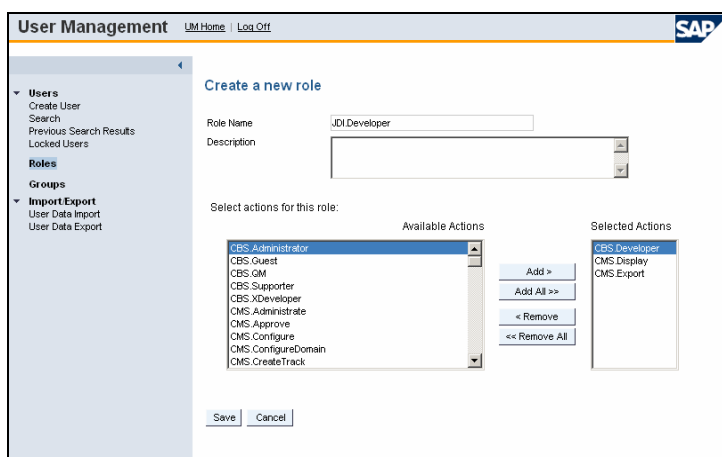 User Management UM Home | Log Off
SAP
Users
Create User
Search
Previous Search Results
Locked Users
Roles
Groups
Import/Export
User Data Import
User Data Export
Create a new role
Role Name JDI.Developer
Description
Select actions for this role:
Available Actions Selected Actions
CBS.Administrator
CBS.Guest
CBS.QM
CBS.Supporter
CBS.XDeveloper
CMS.Administrate
CMS.Approve
CMS.Configure
CMS.ConfigureDomain
CMS.CreateTrack
Add >
Add All >>
< Remove
<< Remove All
CBS.Developer
CMS.Display
CMS.Export
Save Cancel